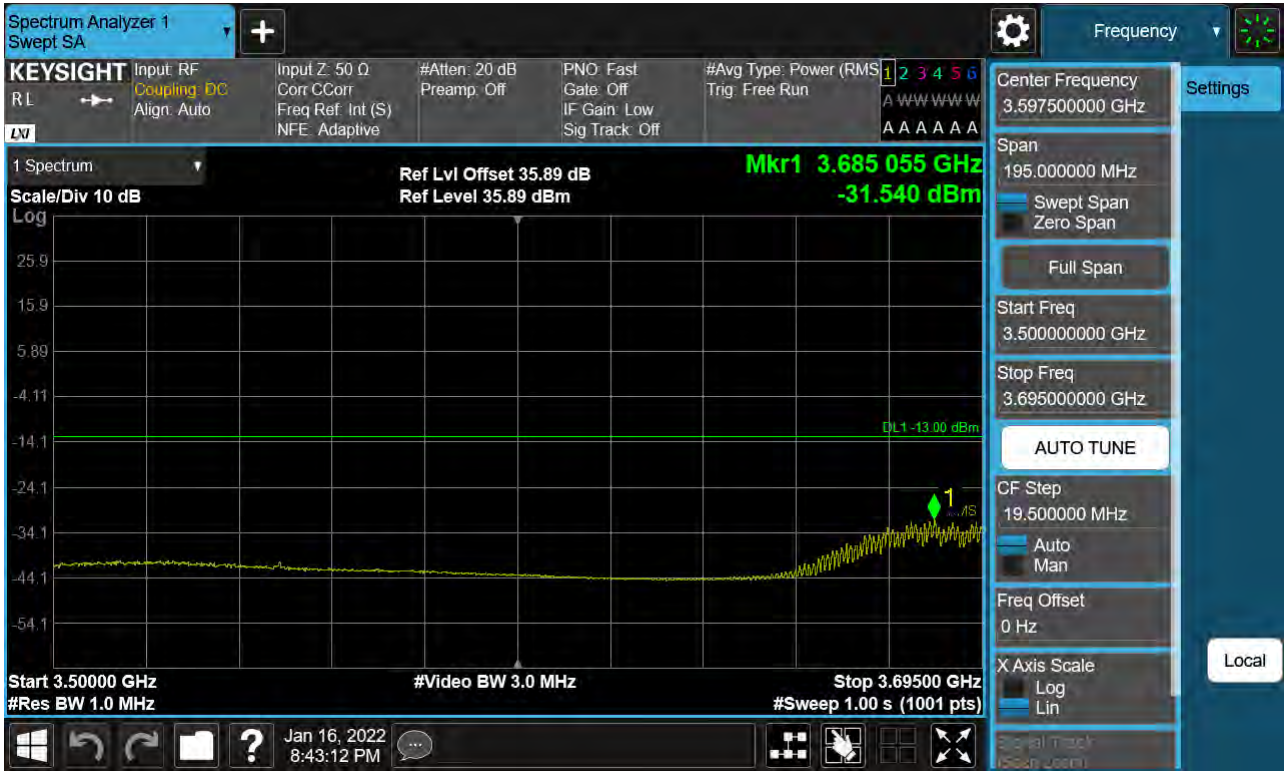 Spectrum Analyzer 1
Swept SA
Frequency
KEYSIGHT
RL
LXI
Input: RF
Coupling: DC
Align: Auto
Input Z: 50 Ω
Corr CCorr
Freq Ref: Int (S)
NFE: Adaptive
#Atten: 20 dB
Preamp: Off
PNO: Fast
Gate: Off
IF Gain: Low
Sig Track: Off
#Avg Type: Power (RMS
Trig: Free Run
1 2 3 4 5 6
A W W W W W
A A A A A A
1 Spectrum
Scale/Div 10 dB
Log
Ref Lvl Offset 35.89 dB
Ref Level 35.89 dBm
Mkr1 3.685 055 GHz
-31.540 dBm
25.9
15.9
5.89
-4.11
-14.1
-24.1
-34.1
-44.1
-54.1
DL1 -13.00 dBm
1
Start 3.50000 GHz
#Res BW 1.0 MHz
#Video BW 3.0 MHz
Stop 3.69500 GHz
#Sweep 1.00 s (1001 pts)
Center Frequency
3.597500000 GHz
Span
195.000000 MHz
Swept Span
Zero Span
Full Span
Start Freq
3.500000000 GHz
Stop Freq
3.695000000 GHz
AUTO TUNE
CF Step
19.500000 MHz
Auto
Man
Freq Offset
0 Hz
X Axis Scale
Log
Lin
Signal Track
(Span Zoom)
Settings
Local
?
Jan 16, 2022
8:43:12 PM